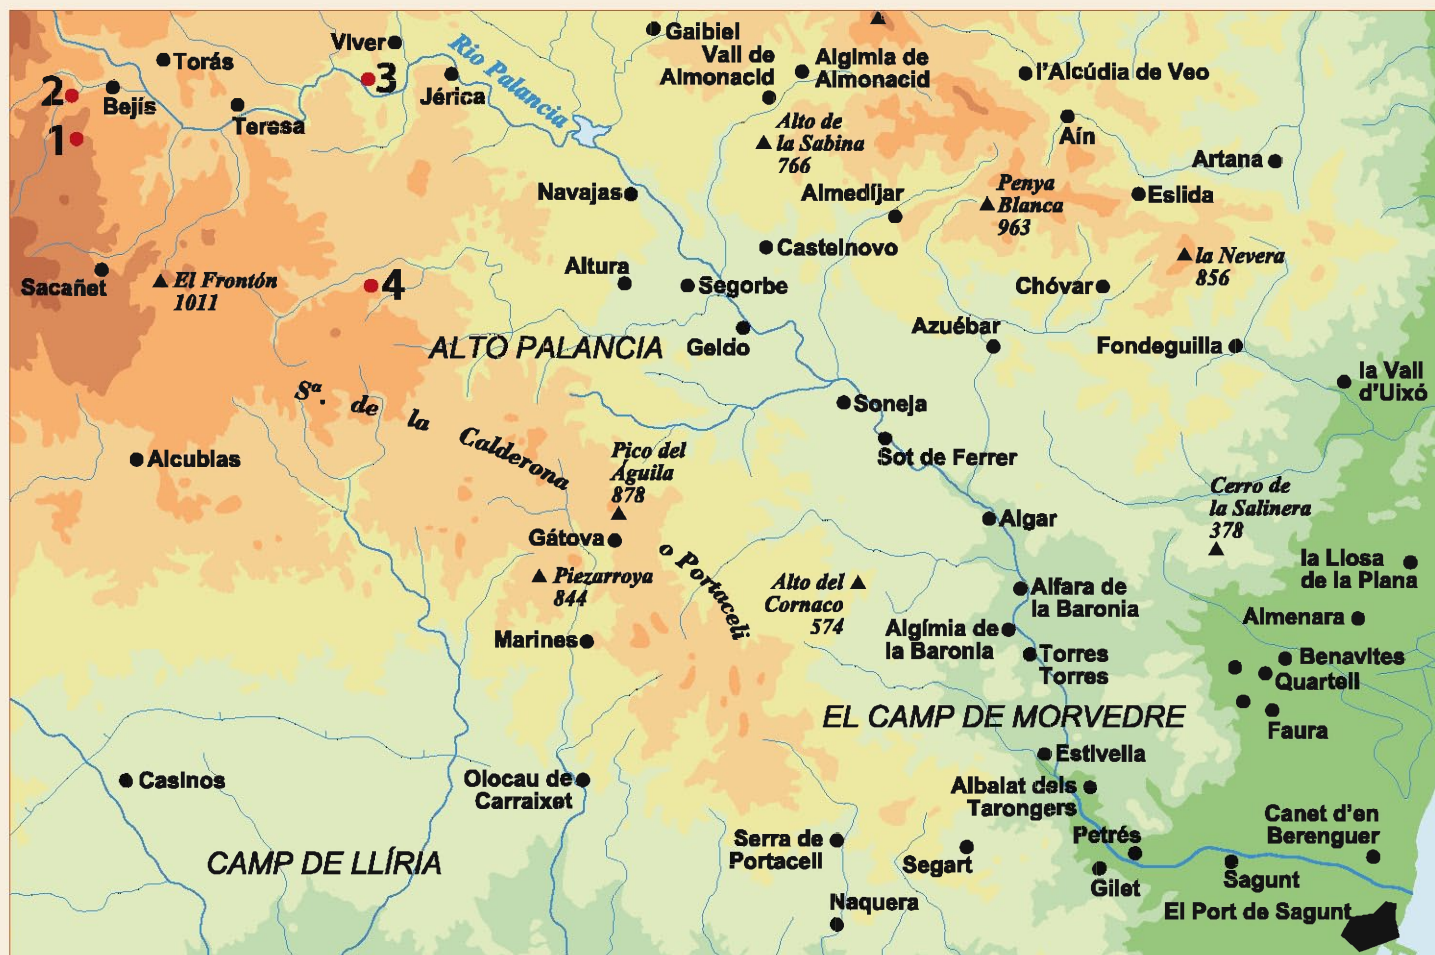 Gaibiel
Viver
Torás
Río Palancia
Vall de
Almonacid
Algimia de
Almonacid
l'Alcúdia de Veo
2
Bejís
3
Jérica
Teresa
1
Alto de
la Sabina
766
Aín
Artana
Navajas
Almedíjar
Penya
Blanca
963
Eslida
Castelnovo
la Nevera
856
Sacañet
El Frontón
1011
4
Altura
Segorbe
Chóvar
ALTO PALANCIA
Geldo
Azuébar
Fondeguilla
la Vall
d'Uixó
Sª. de la Calderona
o Portaceli
Soneja
Alcublas
Pico del
Águila
878
Sot de Ferrer
Cerro de
la Salinera
378
Algar
Gátova
Piezarroya
844
Alto del
Cornaco
574
la Llosa
de la Plana
Alfara de
la Baronia
Almenara
Marines
Algímia de
la Baronia
Torres
Torres
Benavites
Quartell
EL CAMP DE MORVEDRE
Faura
Estivella
Casinos
Olocau de
Carraixet
Albalat dels
Tarongers
Canet d'en
Berenguer
CAMP DE LLÍRIA
Serra de
Portacell
Segart
Petrés
Gilet
Sagunt
Naquera
El Port de Sagunt